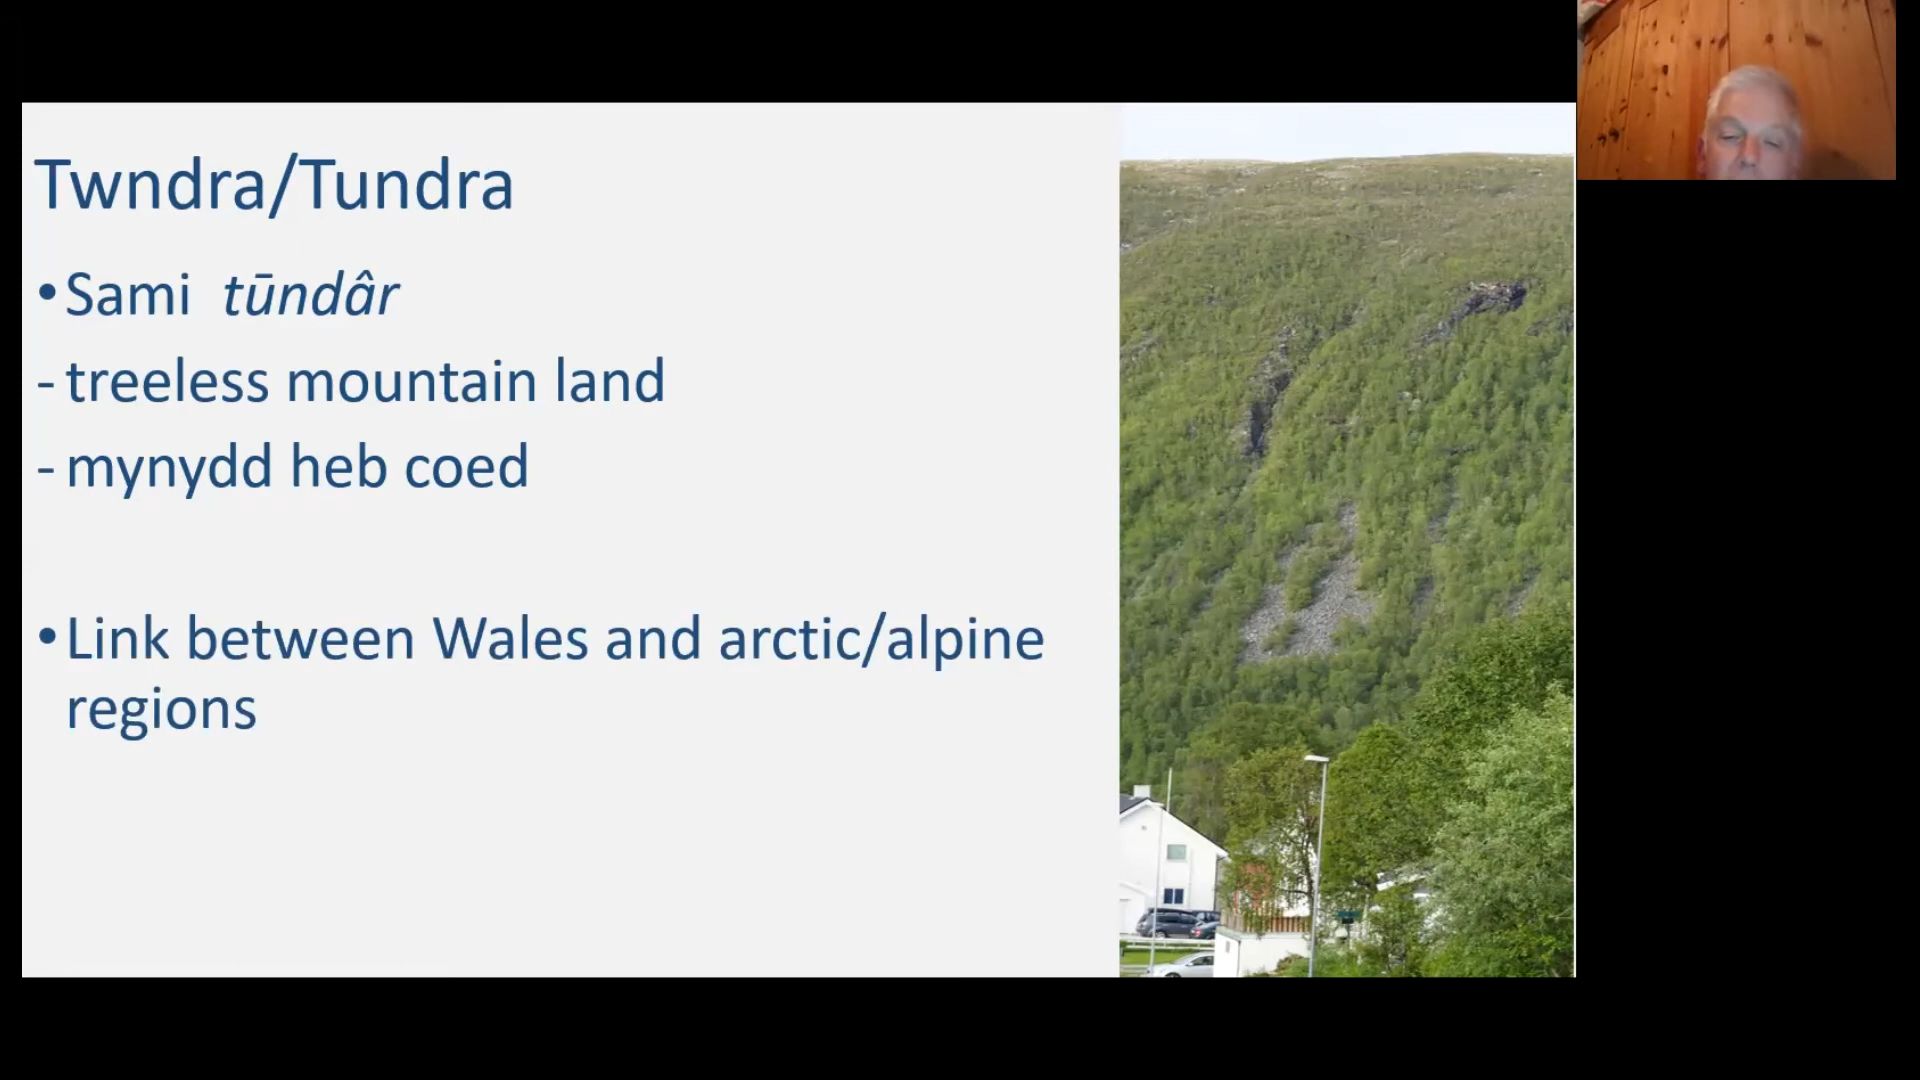 Twndra/Tundra
•Sami tūndâr
- treeless mountain land
- mynydd heb coed
•Link between Wales and arctic/alpine
regions